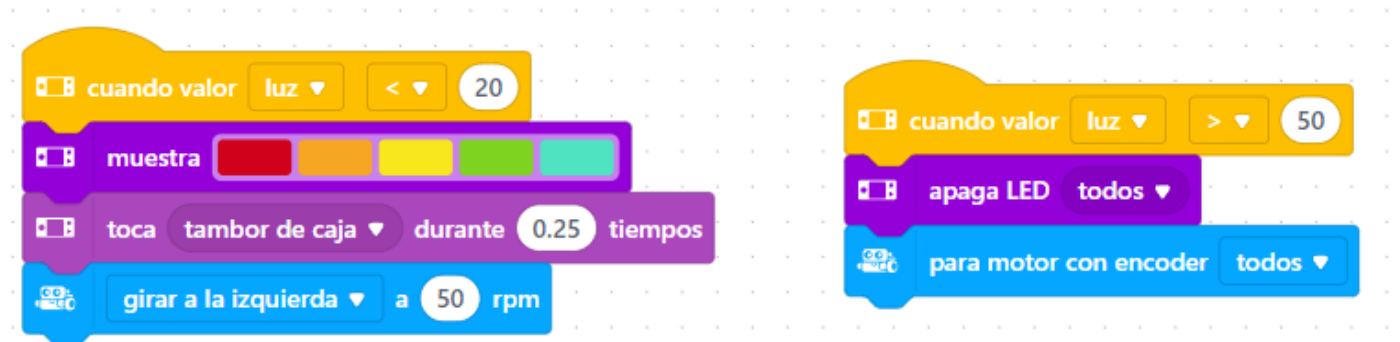 cuando valor luz < 20
muestra
toca tambor de caja durante 0.25 tiempos
girar a la izquierda a 50 rpm
cuando valor luz > 50
apaga LED todos
para motor con encoder todos